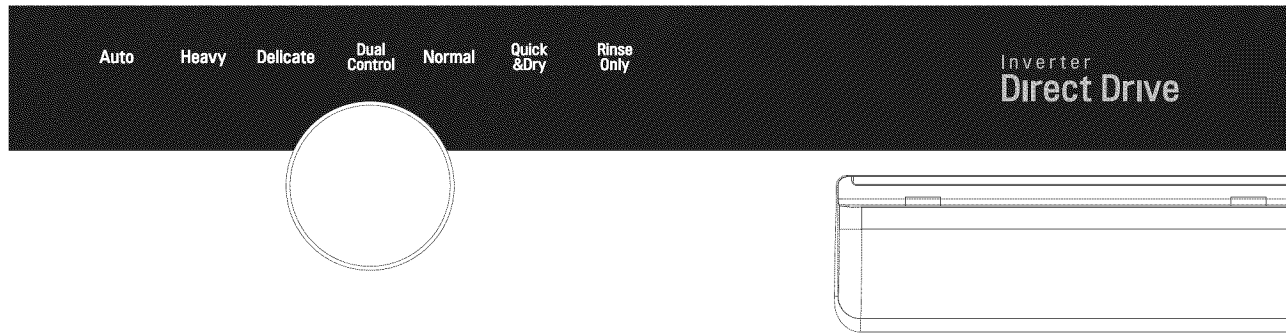 Auto
Heavy
Delicate
Dual
Control
Normal
Quick
&Dry
Rinse
Only
Inverter
Direct Drive